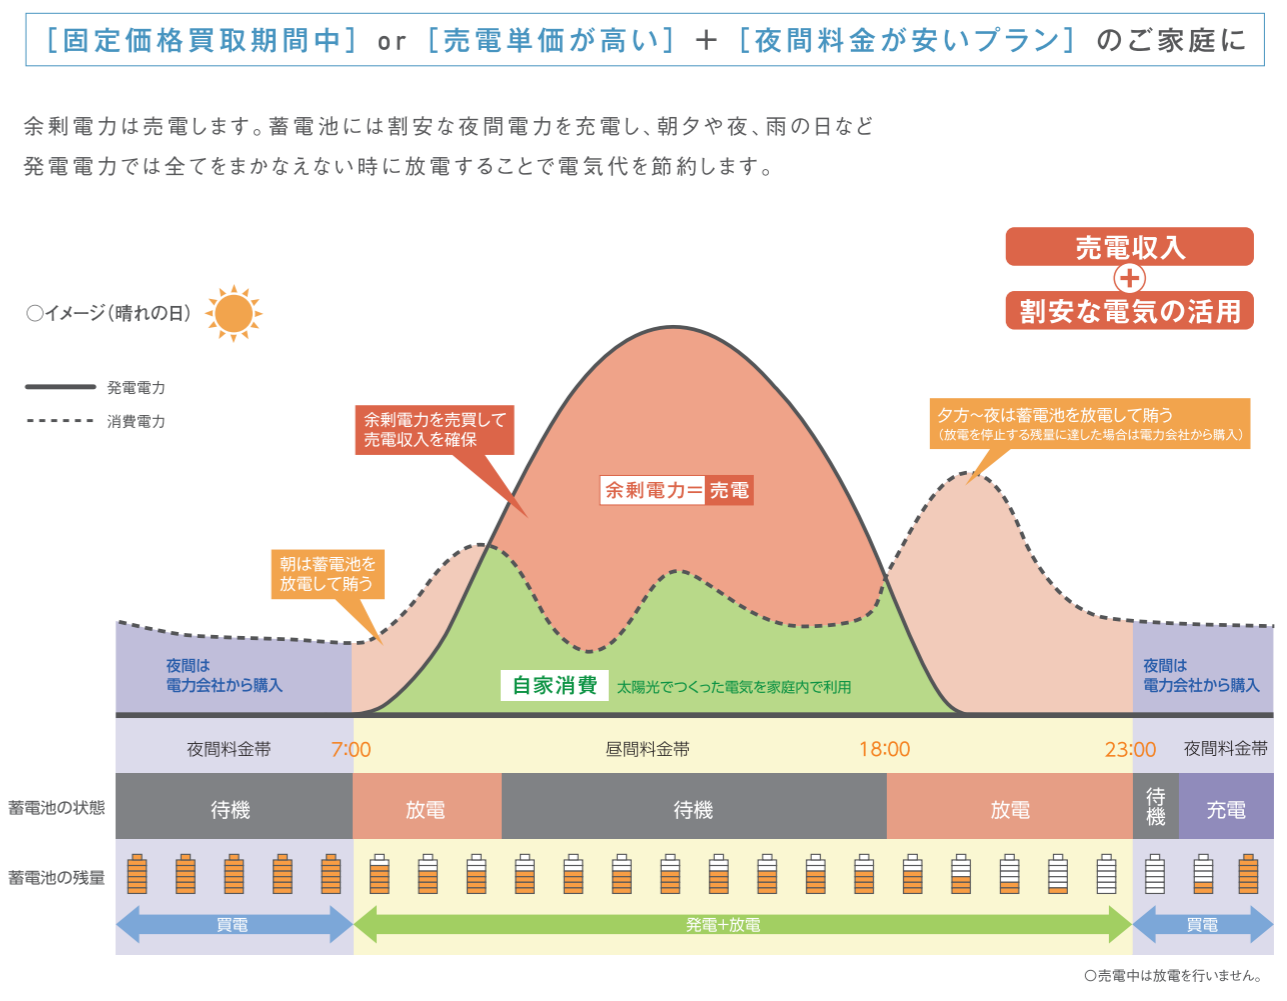 ［固定価格買取期間中］ or ［売電単価が高い］＋［夜間料金が安いプラン］のご家庭に
余剰電力は売電します。蓄電池には割安な夜間電力を充電し、朝夕や夜、雨の日など
発電電力では全てをまかなえない時に放電することで電気代を節約します。
売電収入
＋
割安な電気の活用
○イメージ（晴れの日）
発電電力
消費電力
余剰電力を売買して
売電収入を確保
夕方〜夜は蓄電池を放電して賄う
（放電を停止する残量に達した場合は電力会社から購入）
余剰電力＝売電
朝は蓄電池を
放電して賄う
夜間は
電力会社から購入
自家消費 太陽光でつくった電気を家庭内で利用
夜間は
電力会社から購入
夜間料金帯 7:00 昼間料金帯 18:00 23:00 夜間料金帯
蓄電池の状態 待機 放電 待機 放電 待機 充電
蓄電池の残量
買電 発電+放電 買電
○売電中は放電を行いません。